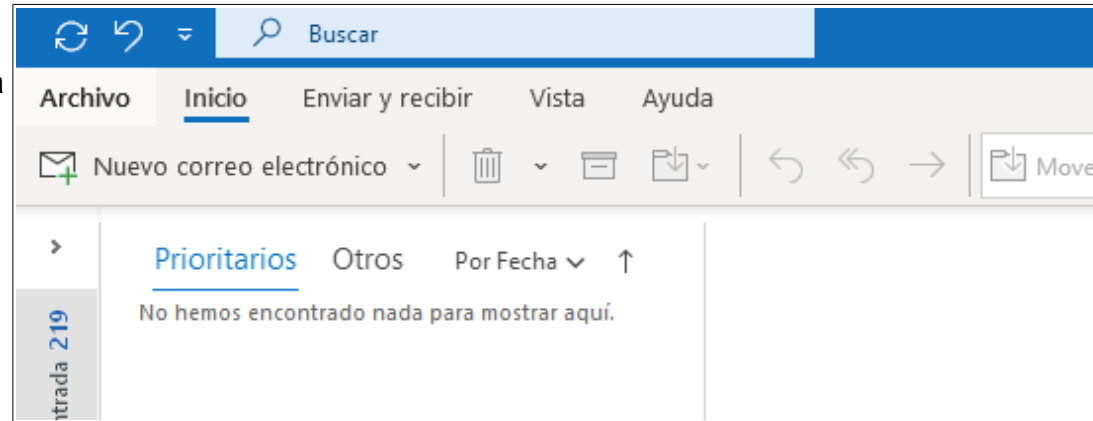 Buscar
Archivo Inicio Enviar y recibir Vista Ayuda
Nuevo correo electrónico
Prioritarios Otros Por Fecha
No hemos encontrado nada para mostrar aquí.
219